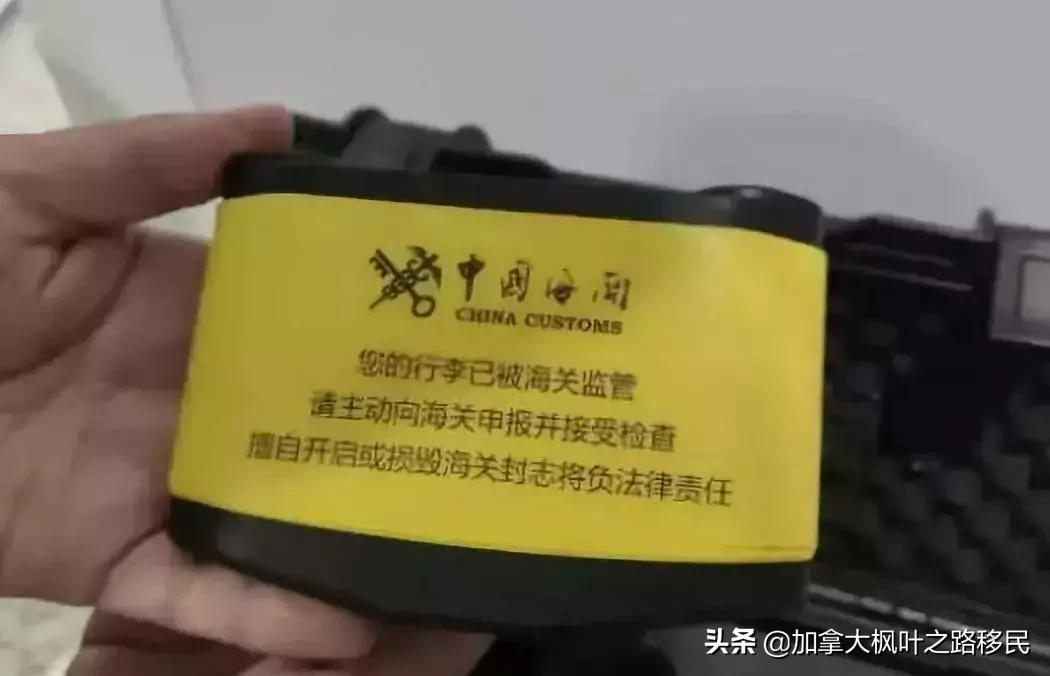 中国海关
CHINA CUSTOMS
您的行李已被海关监管
请主动向海关申报并接受检查
擅自开启或损毁海关封志将负法律责任
头条 @加拿大枫叶之路移民